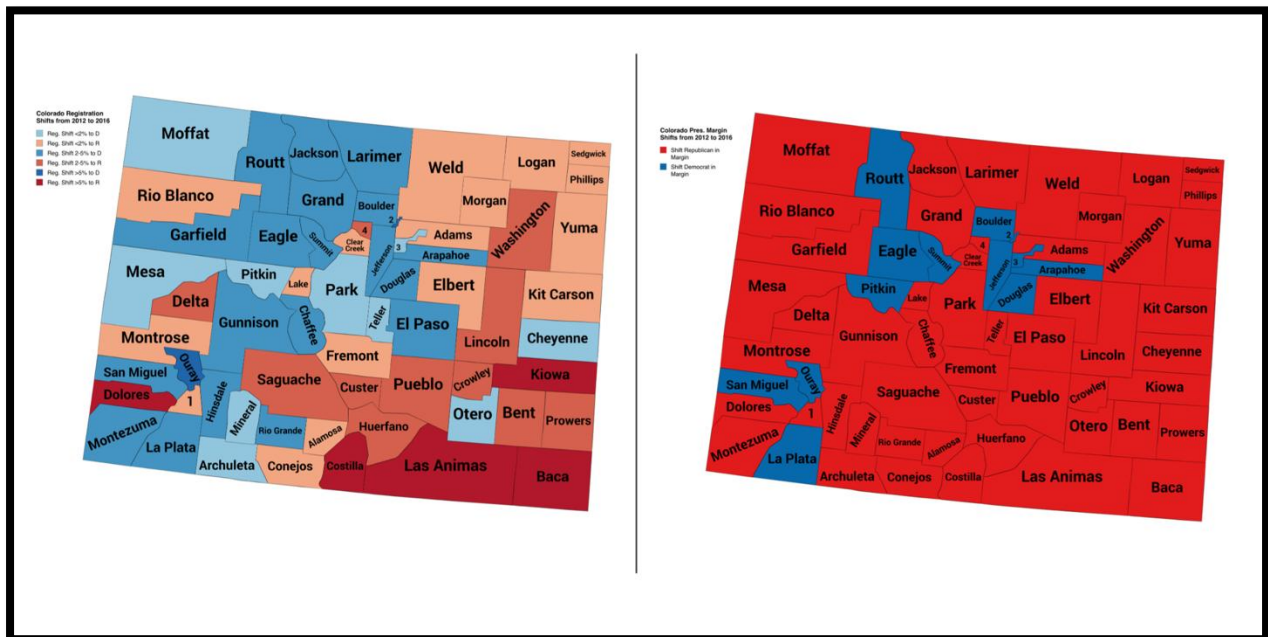 Colorado Registration
Shifts from 2012 to 2016
Reg. Shift <2% to D
Reg. Shift <2% to R
Reg. Shift 2-5% to D
Reg. Shift 2-5% to R
Reg. Shift >5% to D
Reg. Shift >5% to R
Moffat
Routt
Jackson
Larimer
Weld
Logan
Sedgwick
Phillips
Rio Blanco
Grand
Boulder
2
Morgan
Washington
Yuma
Garfield
Eagle
Summit
4
Clear
Creek
Jefferson
3
Adams
Arapahoe
Mesa
Pitkin
Lake
Park
Douglas
Elbert
Kit Carson
Delta
Gunnison
Chaffee
Teller
El Paso
Lincoln
Cheyenne
Montrose
Fremont
San Miguel
Ouray
Saguache
Custer
Pueblo
Crowley
Kiowa
Dolores
1
Hinsdale
Mineral
Rio Grande
Alamosa
Huerfano
Otero
Bent
Prowers
Montezuma
La Plata
Archuleta
Conejos
Costilla
Las Animas
Baca
Colorado Pres. Margin
Shifts from 2012 to 2016
Shift Republican in
Margin
Shift Democrat in
Margin
Moffat
Routt
Jackson
Larimer
Weld
Logan
Sedgwick
Phillips
Rio Blanco
Grand
Boulder
2
Morgan
Washington
Yuma
Garfield
Eagle
Summit
4
Clear
Creek
Jefferson
3
Adams
Arapahoe
Mesa
Pitkin
Lake
Park
Douglas
Elbert
Kit Carson
Delta
Gunnison
Chaffee
Teller
El Paso
Lincoln
Cheyenne
Montrose
Fremont
San Miguel
Ouray
Saguache
Custer
Pueblo
Crowley
Kiowa
Dolores
1
Hinsdale
Mineral
Rio Grande
Alamosa
Huerfano
Otero
Bent
Prowers
Montezuma
La Plata
Archuleta
Conejos
Costilla
Las Animas
Baca